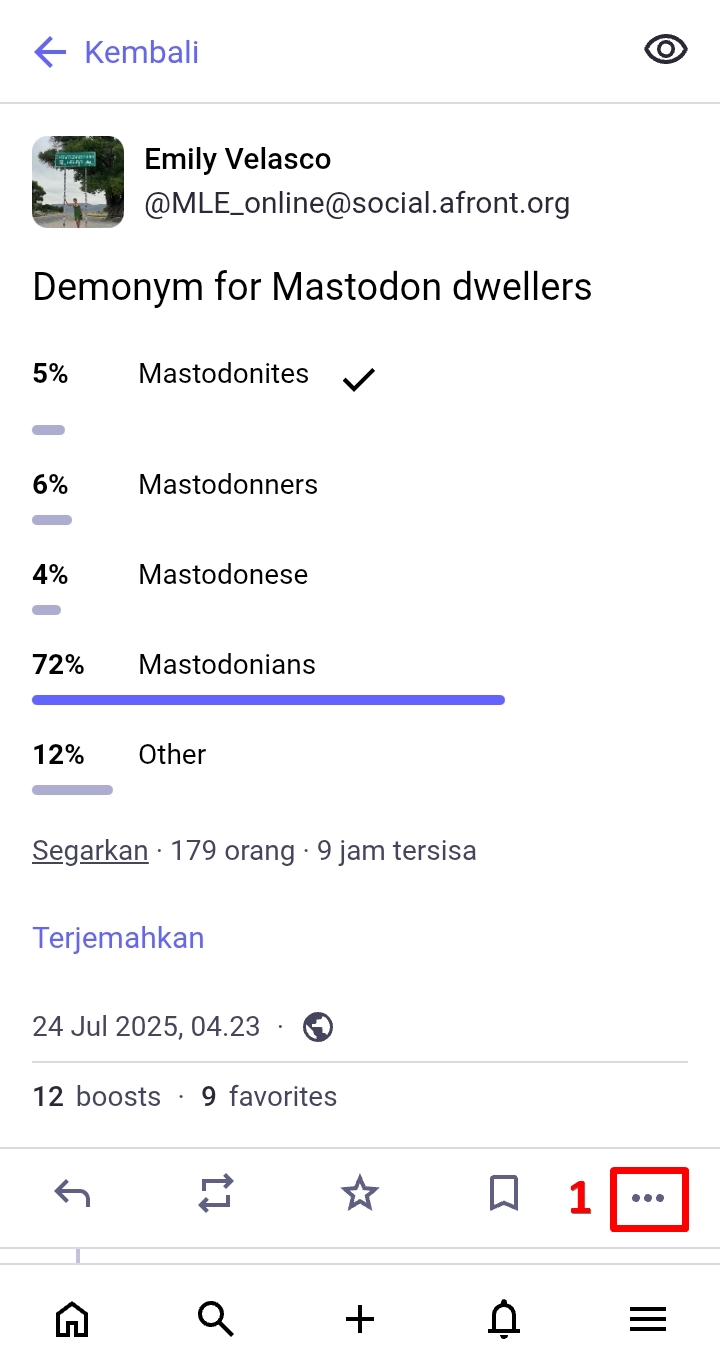 Kembali
Emily Velasco
@MLE_online@social.afront.org
Demonym for Mastodon dwellers
5% Mastodonites
6% Mastodonners
4% Mastodonese
72% Mastodonians
12% Other
Segarkan · 179 orang · 9 jam tersisa
Terjemahkan
24 Jul 2025, 04.23 ·
12 boosts · 9 favorites
1